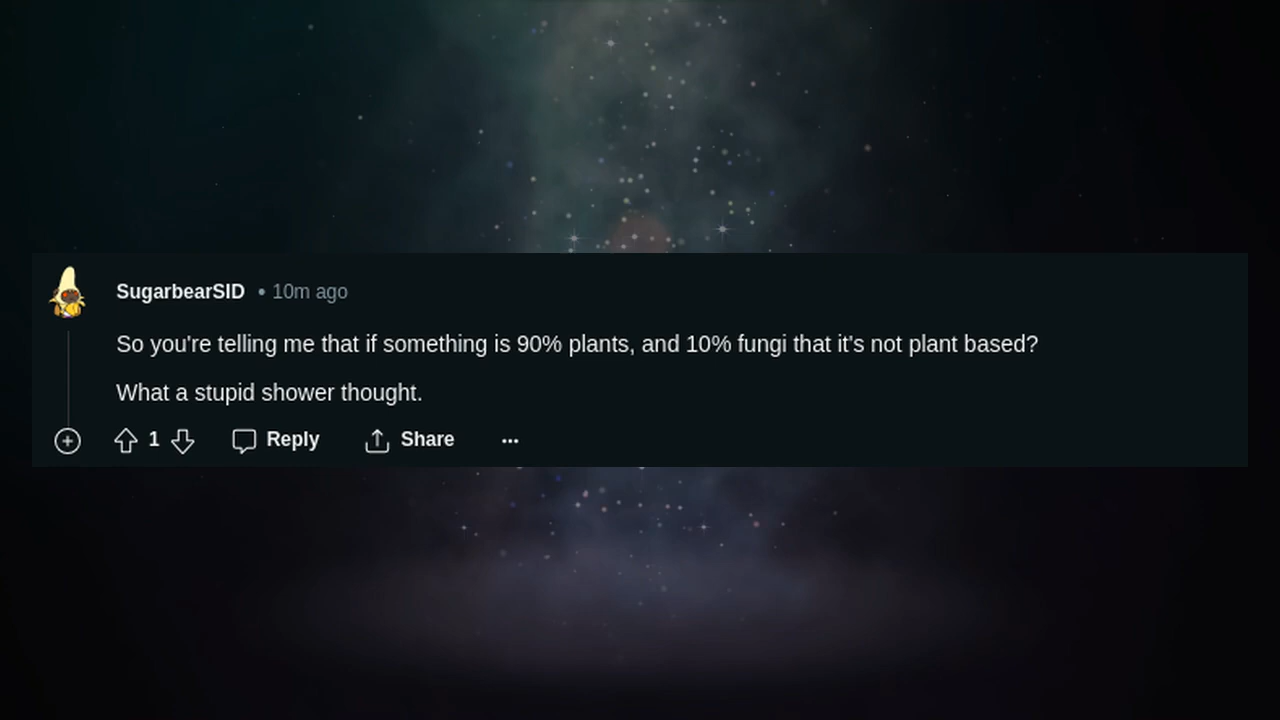 SugarbearSID • 10m ago
So you're telling me that if something is 90% plants, and 10% fungi that it's not plant based?
What a stupid shower thought.
1 Reply Share ...